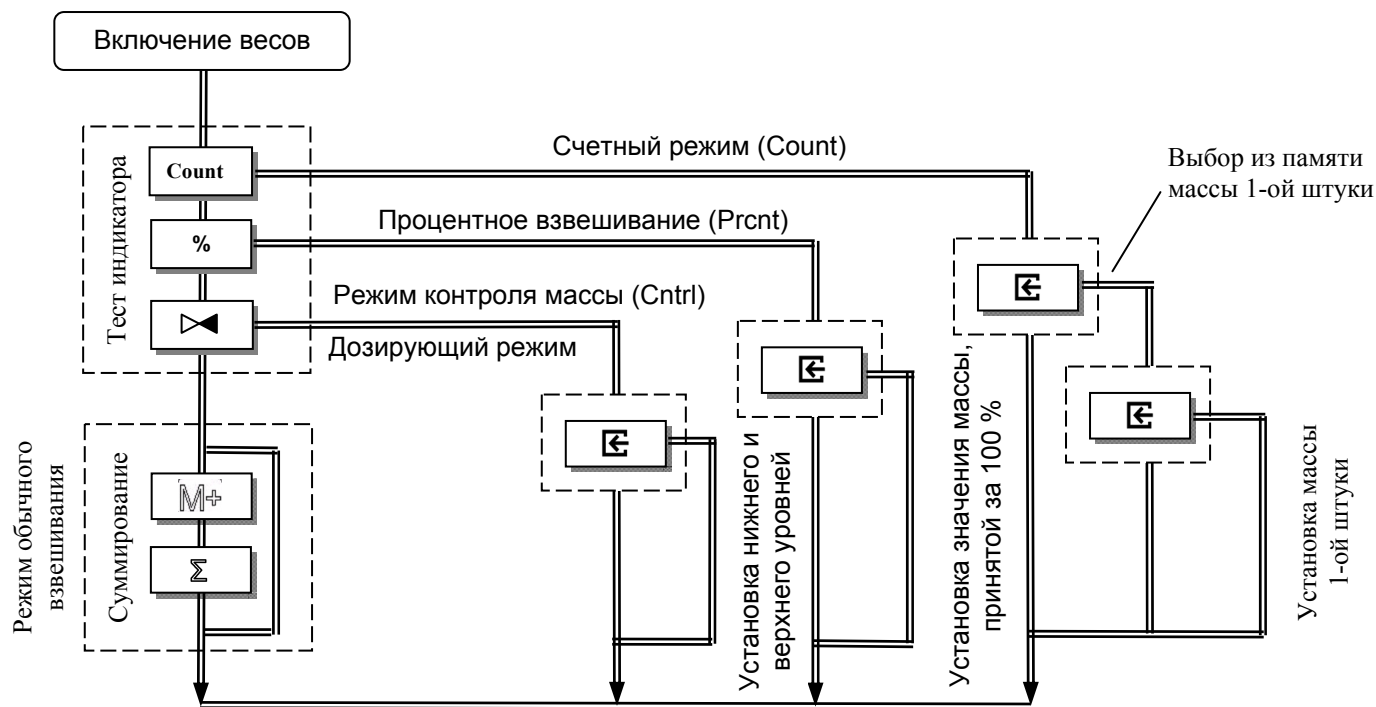 Включение весов
Счетный режим (Count)
Выбор из памяти
массы 1-ой штуки
Count
Процентное взвешивание (Prcnt)
%
Режим контроля массы (Cntrl)
Дозирующий режим
Тест индикатора
Установка нижнего и
верхнего уровней
Установка значения массы,
принятой за 100 %
Установка массы
1-ой штуки
Режим обычного
взвешивания
Суммирование
M+
Σ